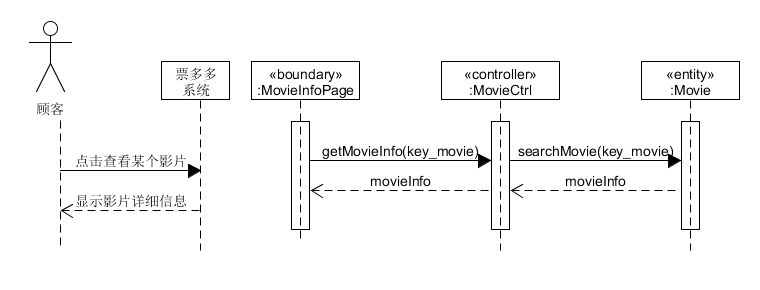 顾客
票多多
系统
«boundary»
:MovieInfoPage
«controller»
:MovieCtrl
«entity»
:Movie
点击查看某个影片
显示影片详细信息
getMovieInfo(key_movie)
searchMovie(key_movie)
movieInfo
movieInfo